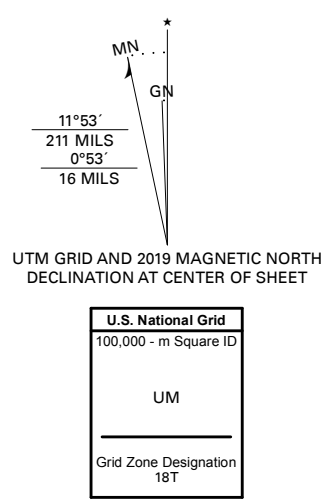 ★
MN
GN
11°53´
211 MILS
0°53´
16 MILS
UTM GRID AND 2019 MAGNETIC NORTH
DECLINATION AT CENTER OF SHEET
U.S. National Grid
100,000 - m Square ID
UM
Grid Zone Designation
18T